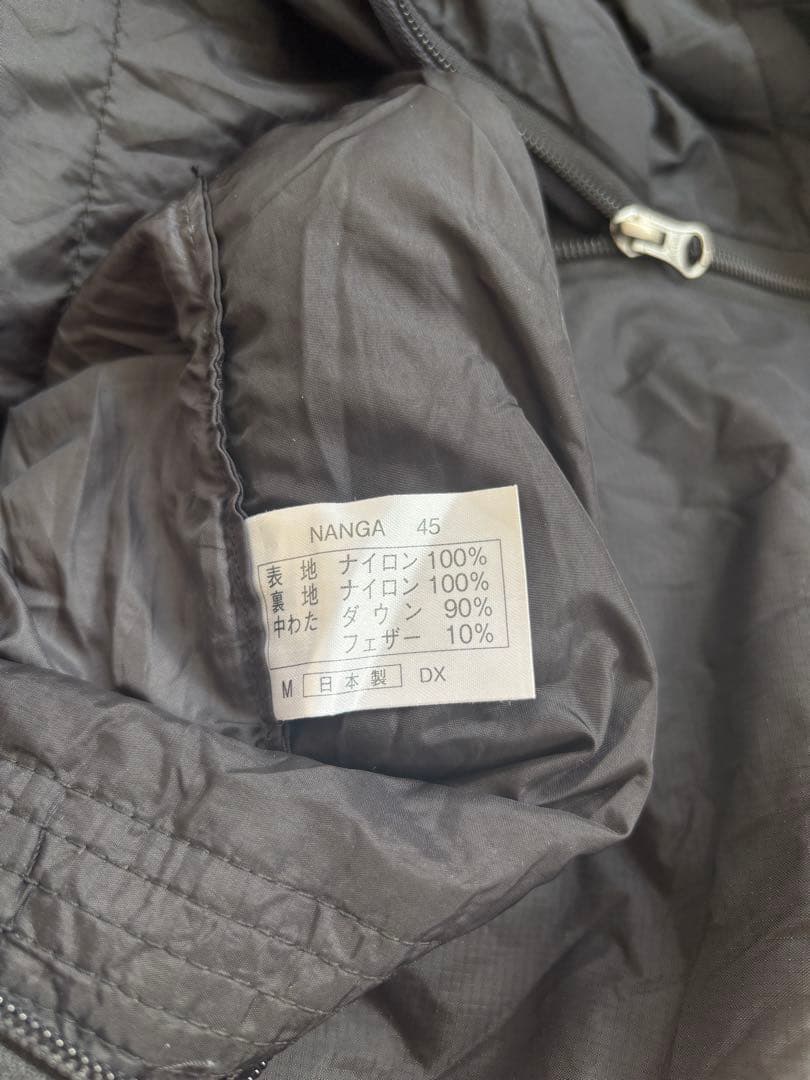 NANGA 45
表地 ナイロン 100%
裏地 ナイロン 100%
中わた ダウン 90%
フェザー 10%
M 日本製 DX